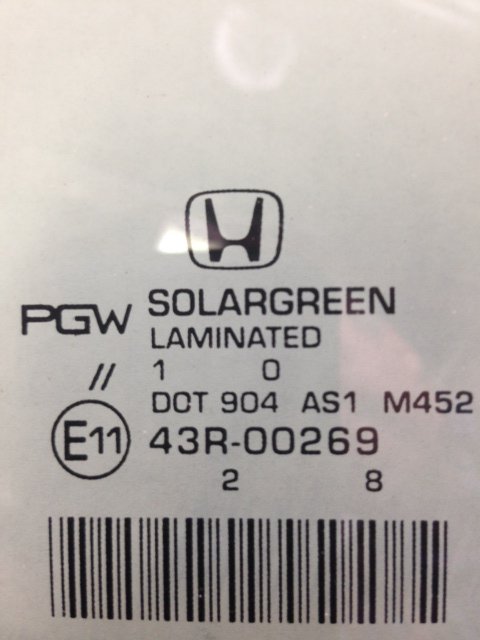 PGW SOLARGREEN
LAMINATED
// 1 0
DOT 904 AS1 M452
E11 43R-00269
2 8